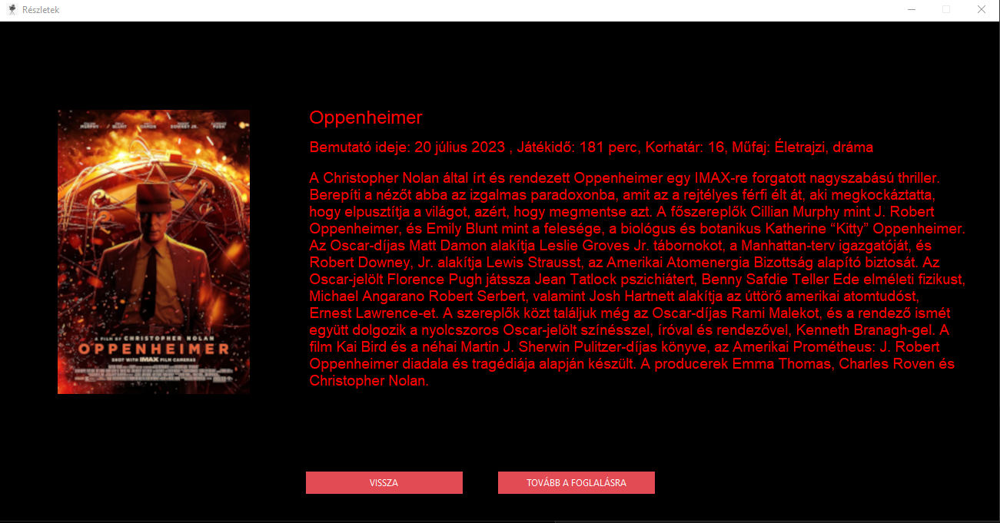 Részletek
MURPHY BLUNT DAMON DOWNEY JR. PUGH
Oppenheimer
Bemutató ideje: 20 július 2023 , Játékidő: 181 perc, Korhatár: 16, Műfaj: Életrajzi, dráma
A Christopher Nolan által írt és rendezett Oppenheimer egy IMAX-re forgatott nagyszabású thriller.
Berepíti a nézőt abba az izgalmas paradoxonba, amit az a rejtélyes férfi élt át, aki megkockáztatta,
hogy elpusztítja a világot, azért, hogy megmentse azt. A főszereplők Cillian Murphy mint J. Robert
Oppenheimer, és Emily Blunt mint a felesége, a biológus és botanikus Katherine “Kitty” Oppenheimer.
Az Oscar-díjas Matt Damon alakítja Leslie Groves Jr. tábornokot, a Manhattan-terv igazgatóját, és
Robert Downey, Jr. alakítja Lewis Strausst, az Amerikai Atomenergia Bizottság alapító biztosát. Az
Oscar-jelölt Florence Pugh játssza Jean Tatlock pszichiátert, Benny Safdie Teller Ede elméleti fizikust,
Michael Angarano Robert Serbert, valamint Josh Hartnett alakítja az úttörő amerikai atomtudóst,
Ernest Lawrence-et. A szereplők közt találjuk még az Oscar-díjas Rami Malekot, és a rendező ismét
együtt dolgozik a nyolcszoros Oscar-jelölt színésszel, íróval és rendezővel, Kenneth Branagh-gel. A
film Kai Bird és a néhai Martin J. Sherwin Pulitzer-díjas könyve, az Amerikai Prométheus: J. Robert
Oppenheimer diadala és tragédiája alapján készült. A producerek Emma Thomas, Charles Roven és
Christopher Nolan.
A FILM BY CHRISTOPHER NOLAN
OPPENHEIMER
SHOT WITH IMAX FILM CAMERAS
VISSZA
TOVÁBB A FOGLALÁSRA